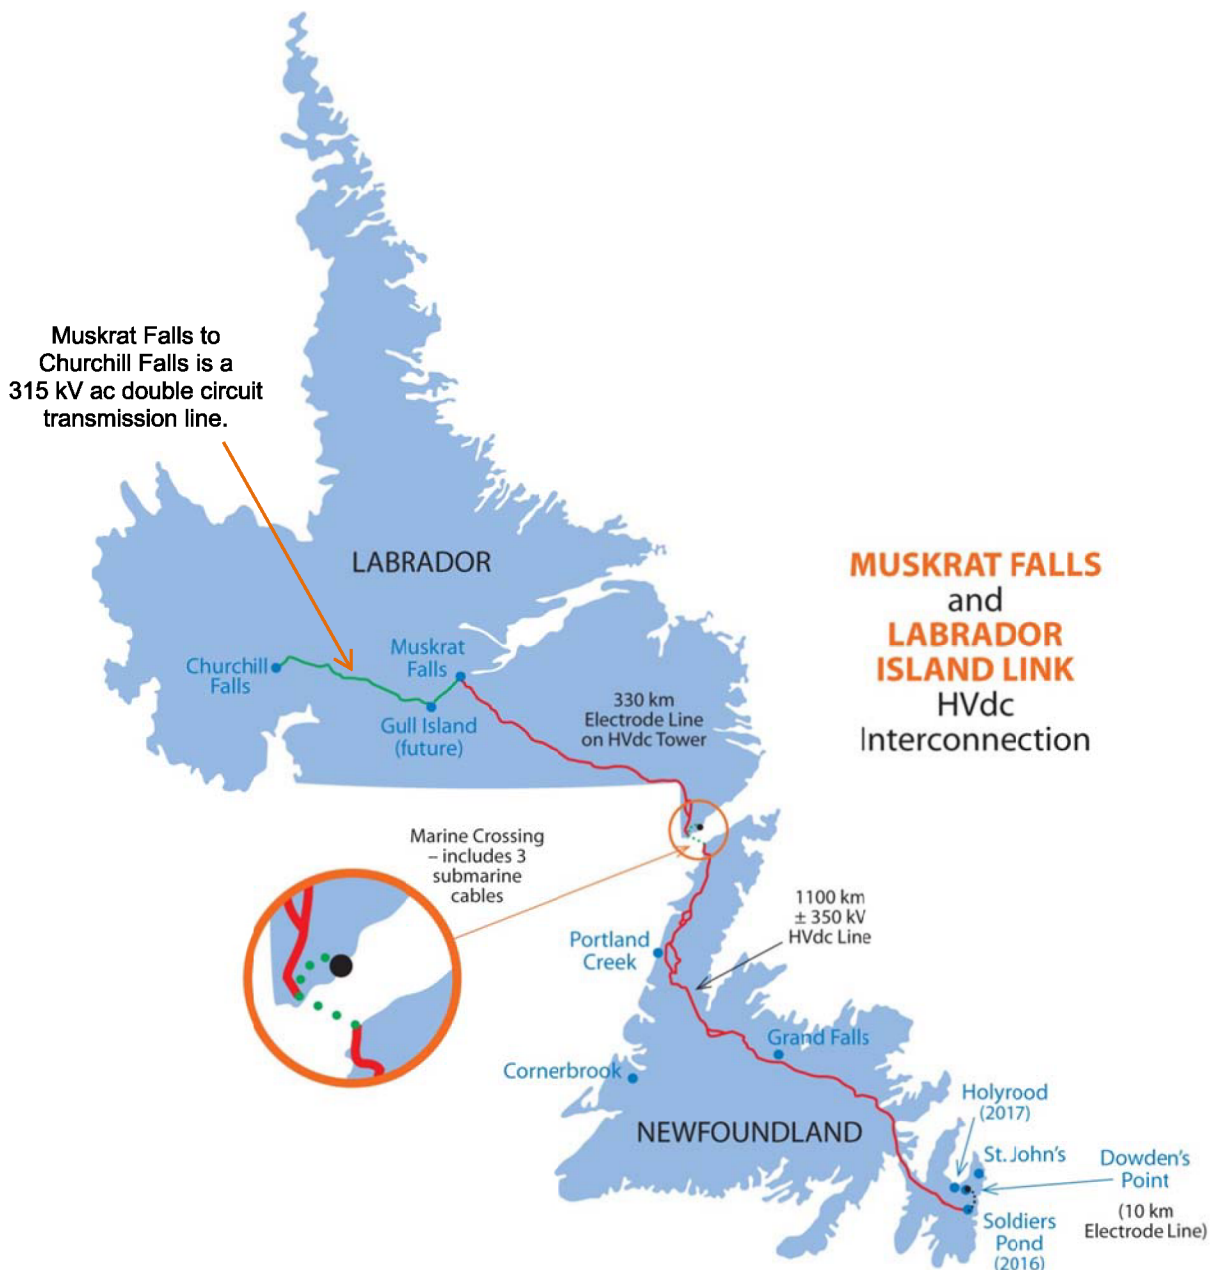 Muskrat Falls to
Churchill Falls is a
315 kV ac double circuit
transmission line.
LABRADOR
MUSKRAT FALLS
and
LABRADOR
ISLAND LINK
HVdc
Interconnection
Churchill
Falls
Muskrat
Falls
Gull Island
(future)
330 km
Electrode Line
on HVdc Tower
Marine Crossing
– includes 3
submarine
cables
1100 km
± 350 kV
HVdc Line
Portland
Creek
Grand Falls
Cornerbrook
NEWFOUNDLAND
Holyrood
(2017)
St. John's
Dowden's
Point
(10 km
Electrode Line)
Soldiers
Pond
(2016)